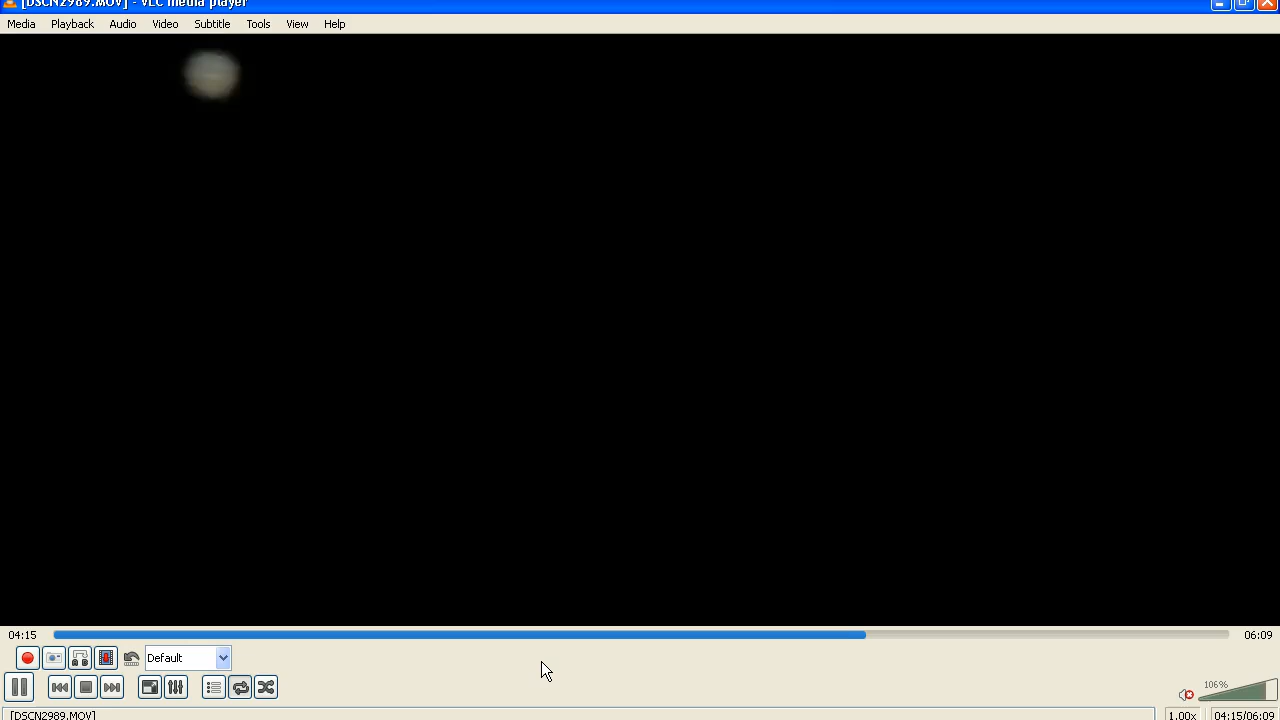 [DSCN2989.MOV] - VLC media player
Media Playback Audio Video Subtitle Tools View Help
04:15 06:09
Default
106%
[DSCN2989.MOV] 1.00x 04:15/06:09